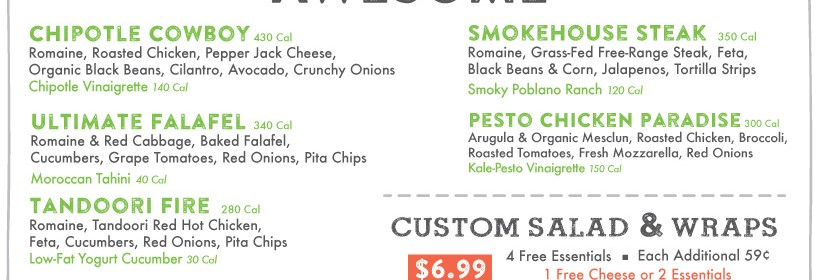 AWESOME
CHIPOTLE COWBOY 430 Cal
Romaine, Roasted Chicken, Pepper Jack Cheese,
Organic Black Beans, Cilantro, Avocado, Crunchy Onions
Chipotle Vinaigrette 140 Cal
ULTIMATE FALAFEL 340 Cal
Romaine & Red Cabbage, Baked Falafel,
Cucumbers, Grape Tomatoes, Red Onions, Pita Chips
Moroccan Tahini 40 Cal
TANDOORI FIRE 280 Cal
Romaine, Tandoori Red Hot Chicken,
Feta, Cucumbers, Red Onions, Pita Chips
Low-Fat Yogurt Cucumber 30 Cal
SMOKEHOUSE STEAK 350 Cal
Romaine, Grass-Fed Free-Range Steak, Feta,
Black Beans & Corn, Jalapenos, Tortilla Strips
Smoky Poblano Ranch 120 Cal
PESTO CHICKEN PARADISE 300 Cal
Arugula & Organic Mesclun, Roasted Chicken, Broccoli,
Roasted Tomatoes, Fresh Mozzarella, Red Onions
Kale-Pesto Vinaigrette 150 Cal
CUSTOM SALAD & WRAPS
$6.99
4 Free Essentials ▪ Each Additional 59¢
1 Free Cheese or 2 Essentials